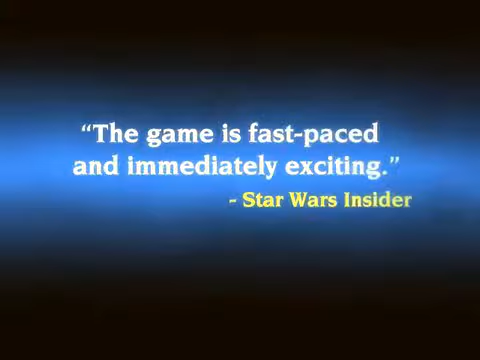 “The game is fast-paced
and immediately exciting.”
- Star Wars Insider